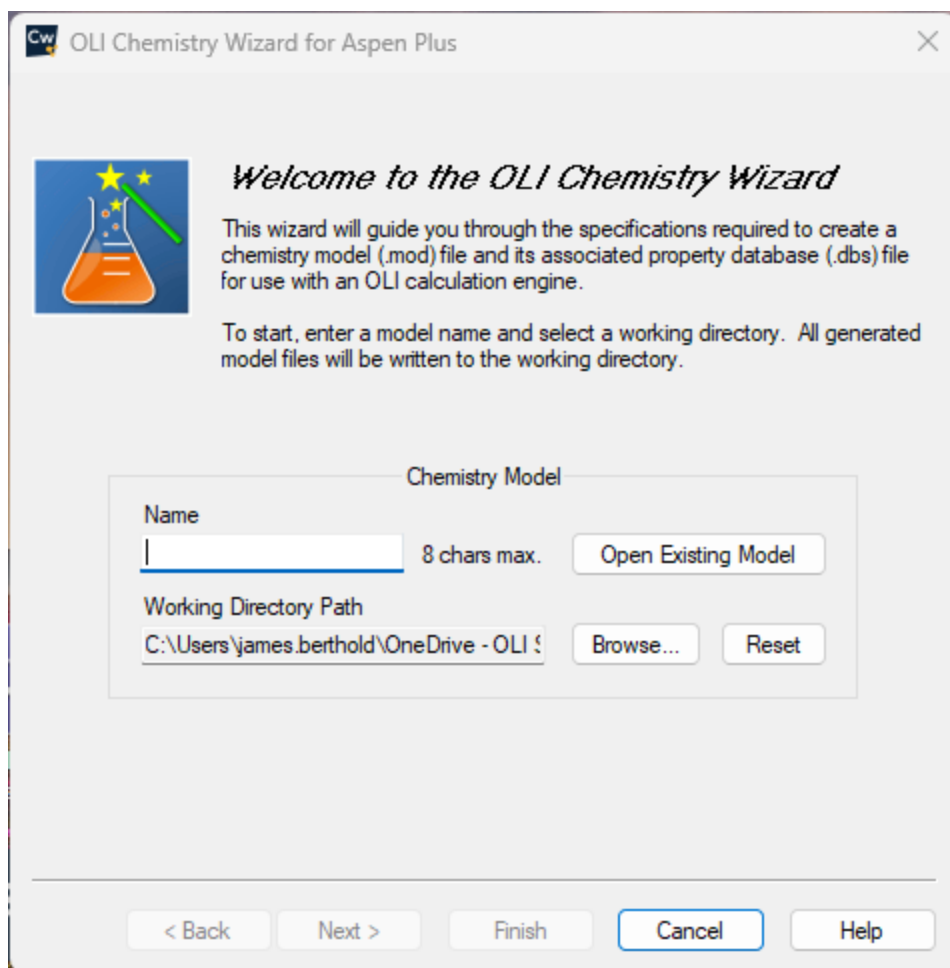 Cw
OLI Chemistry Wizard for Aspen Plus
Welcome to the OLI Chemistry Wizard
This wizard will guide you through the specifications required to create a
chemistry model (.mod) file and its associated property database (.dbs) file
for use with an OLI calculation engine.
To start, enter a model name and select a working directory.  All generated
model files will be written to the working directory.
Chemistry Model
Name
8 chars max.
Open Existing Model
Working Directory Path
C:\Users\james.berthold\OneDrive - OLI S
Browse...
Reset
< Back
Next >
Finish
Cancel
Help